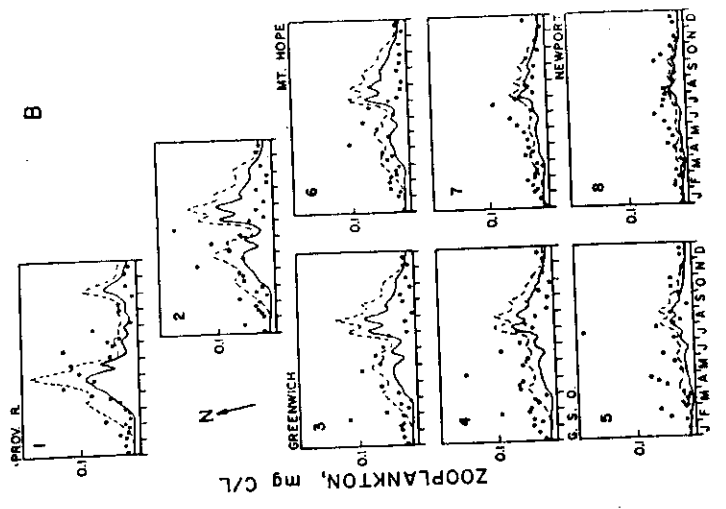 B
PROV. R.
1
0.1
2
0.1
N
GREENWICH
3
0.1
MT. HOPE
6
0.1
4
0.1
7
0.1
G. S. O.
5
0.1
J F M A M J J A S O N D
NEWPORT
8
0.1
J F M A M J J A S O N D
ZOOPLANKTON, mg C/L